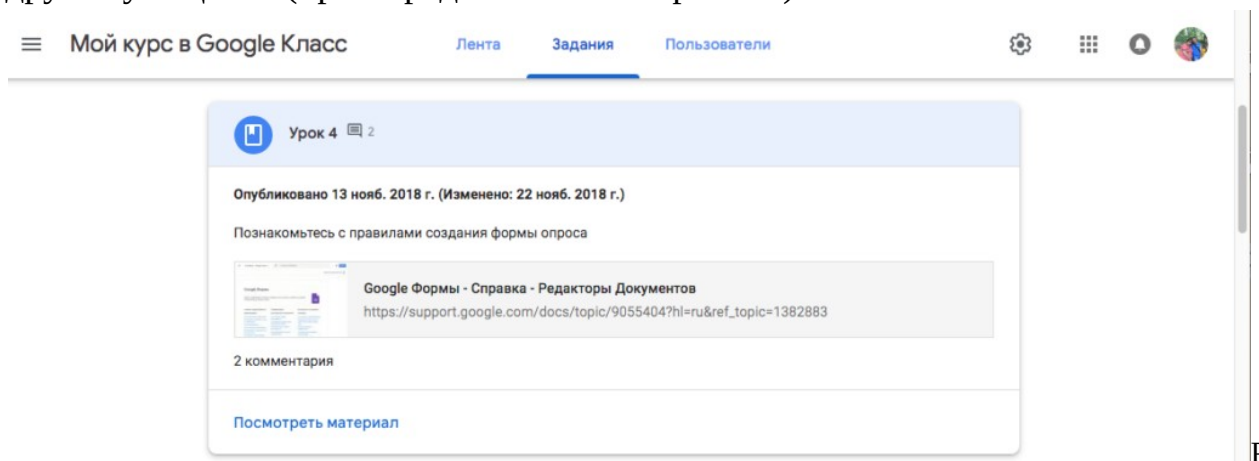 Мой курс в Google Класс Лента Задания Пользователи
Урок 4 2
Опубликовано 13 нояб. 2018 г. (Изменено: 22 нояб. 2018 г.)
Познакомьтесь с правилами создания формы опроса
Google Формы - Справка - Редакторы Документов
https://support.google.com/docs/topic/9055404?hl=ru&ref_topic=1382883
2 комментария
Посмотреть материал